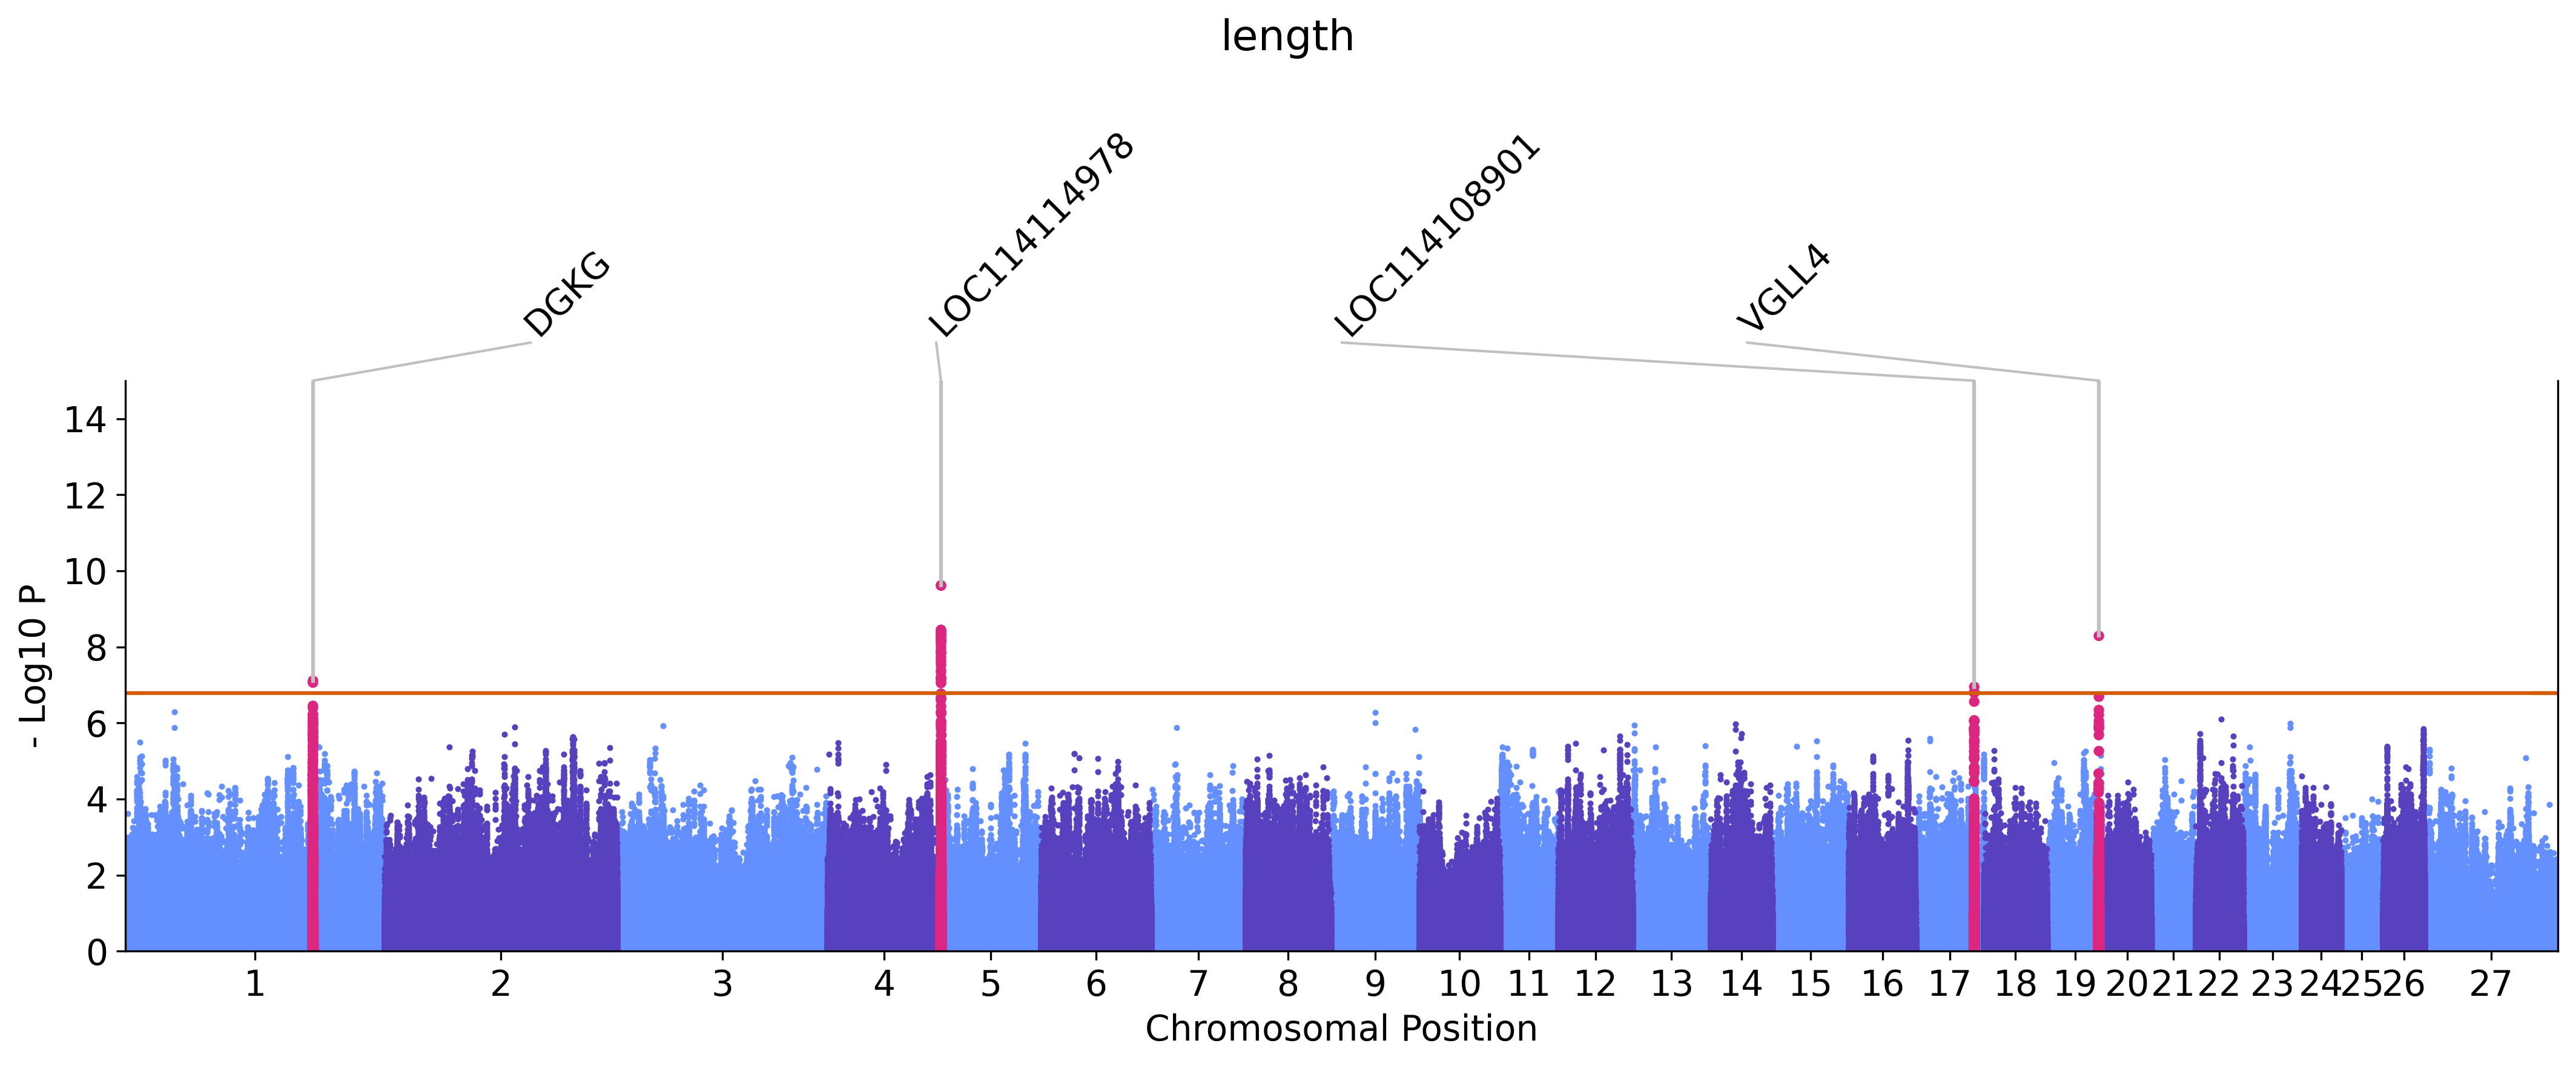 length
DGKG
LOC114114978
LOC114108901
VGLL4
14
12
10
8
6
4
2
0
- Log10 P
1 2 3 4 5 6 7 8 9 10 11 12 13 14 15 16 17 18 19 20 21 22 23 24 25 26 27
Chromosomal Position